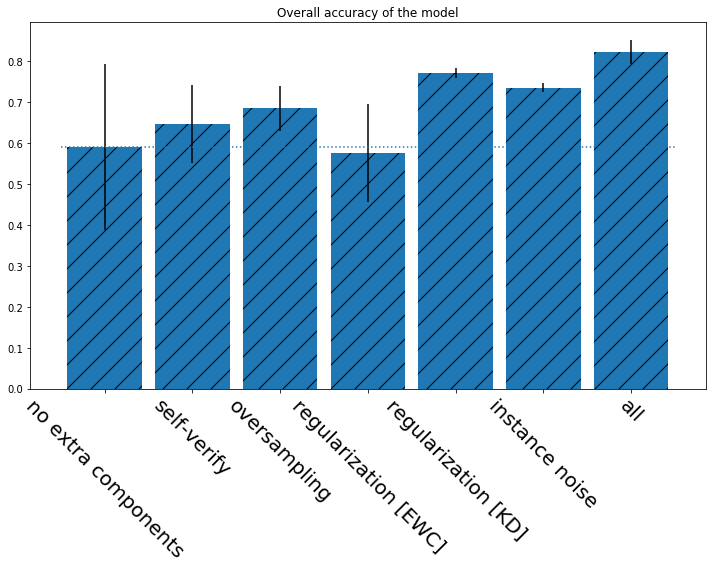 Overall accuracy of the model
0.8
0.7
0.6
0.5
0.4
0.3
0.2
0.1
0.0
no extra components
self-verify
oversampling
regularization [EWC]
regularization [KD]
instance noise
all